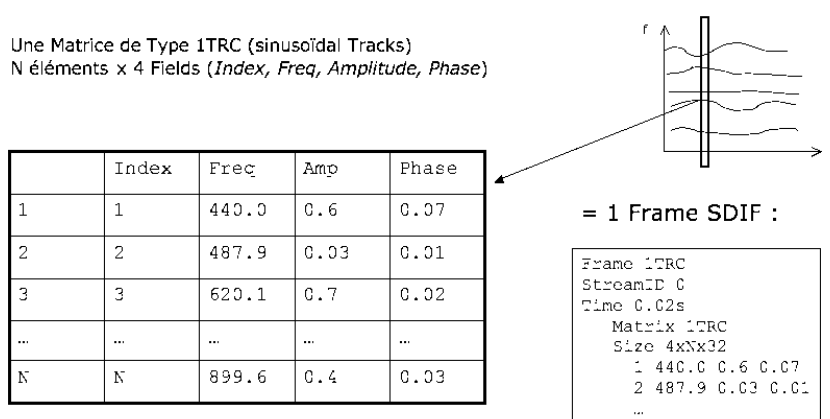 f
Une Matrice de Type 1TRC (sinusoïdal Tracks)
N éléments x 4 Fields (Index, Freq, Amplitude, Phase)
Index Freq Amp Phase
1 1 440.0 0.6 0.07
2 2 487.9 0.03 0.01
3 3 620.1 0.7 0.02
… … … … …
N N 899.6 0.4 0.03
t
= 1 Frame SDIF :
Frame 1TRC
StreamID 0
Time 0.02s
Matrix 1TRC
Size 4xNx32
1 440.0 0.6 0.07
2 487.9 0.03 0.01
…